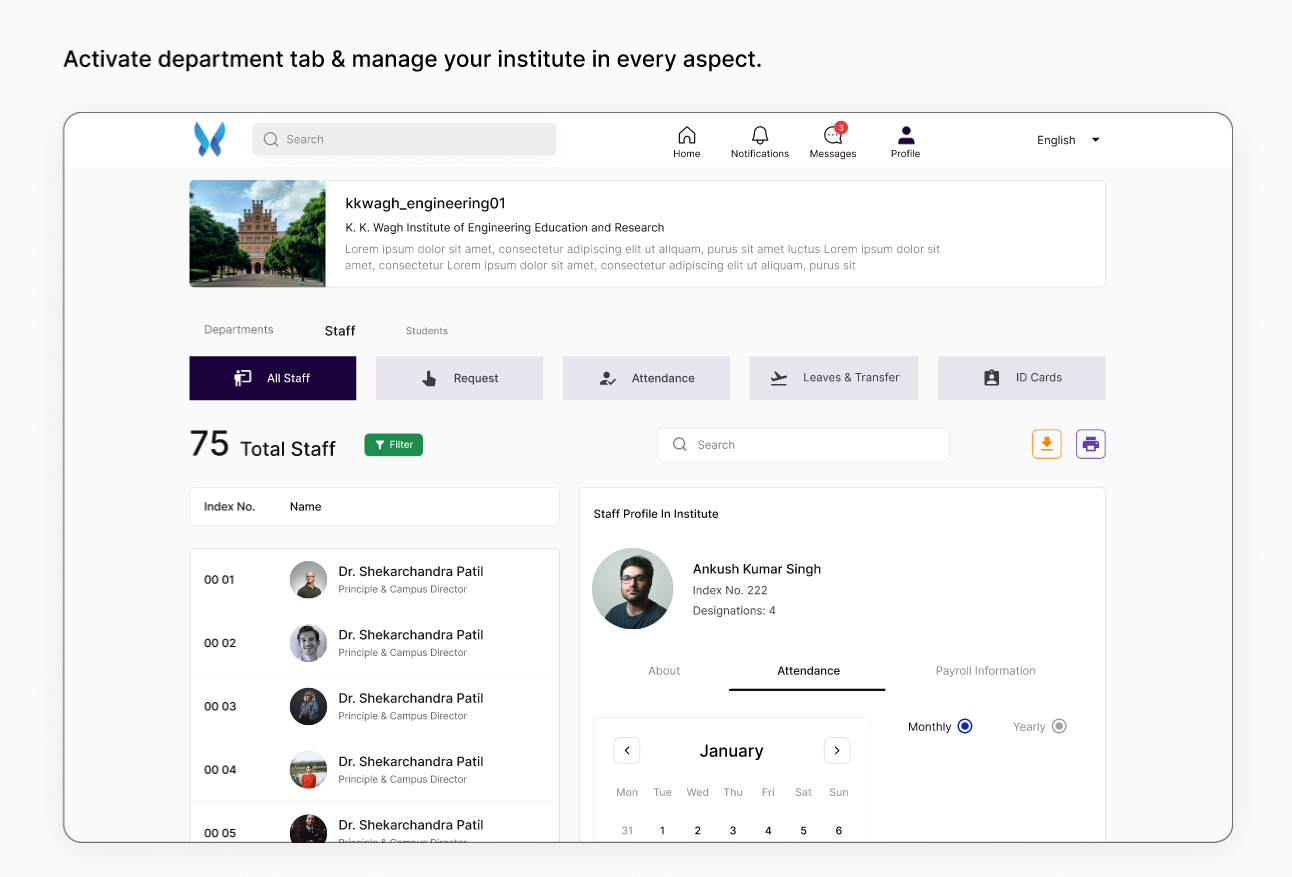 Activate department tab & manage your institute in every aspect.
Search
Home
Notifications
3
Messages
Profile
English
kkwagh_engineering01
K. K. Wagh Institute of Engineering Education and Research
Lorem ipsum dolor sit amet, consectetur adipiscing elit ut aliquam, purus sit amet luctus Lorem ipsum dolor sit
amet, consectetur Lorem ipsum dolor sit amet, consectetur adipiscing elit ut aliquam, purus sit
Departments
Staff
Students
All Staff
Request
Attendance
Leaves & Transfer
ID Cards
75 Total Staff
Filter
Search
Index No.
Name
00 01
Dr. Shekarchandra Patil
Principle & Campus Director
00 02
Dr. Shekarchandra Patil
Principle & Campus Director
00 03
Dr. Shekarchandra Patil
Principle & Campus Director
00 04
Dr. Shekarchandra Patil
Principle & Campus Director
00 05
Dr. Shekarchandra Patil
Principle & Campus Director
Staff Profile In Institute
Ankush Kumar Singh
Index No. 222
Designations: 4
About
Attendance
Payroll Information
Monthly
Yearly
January
Mon Tue Wed Thu Fri Sat Sun
31 1 2 3 4 5 6